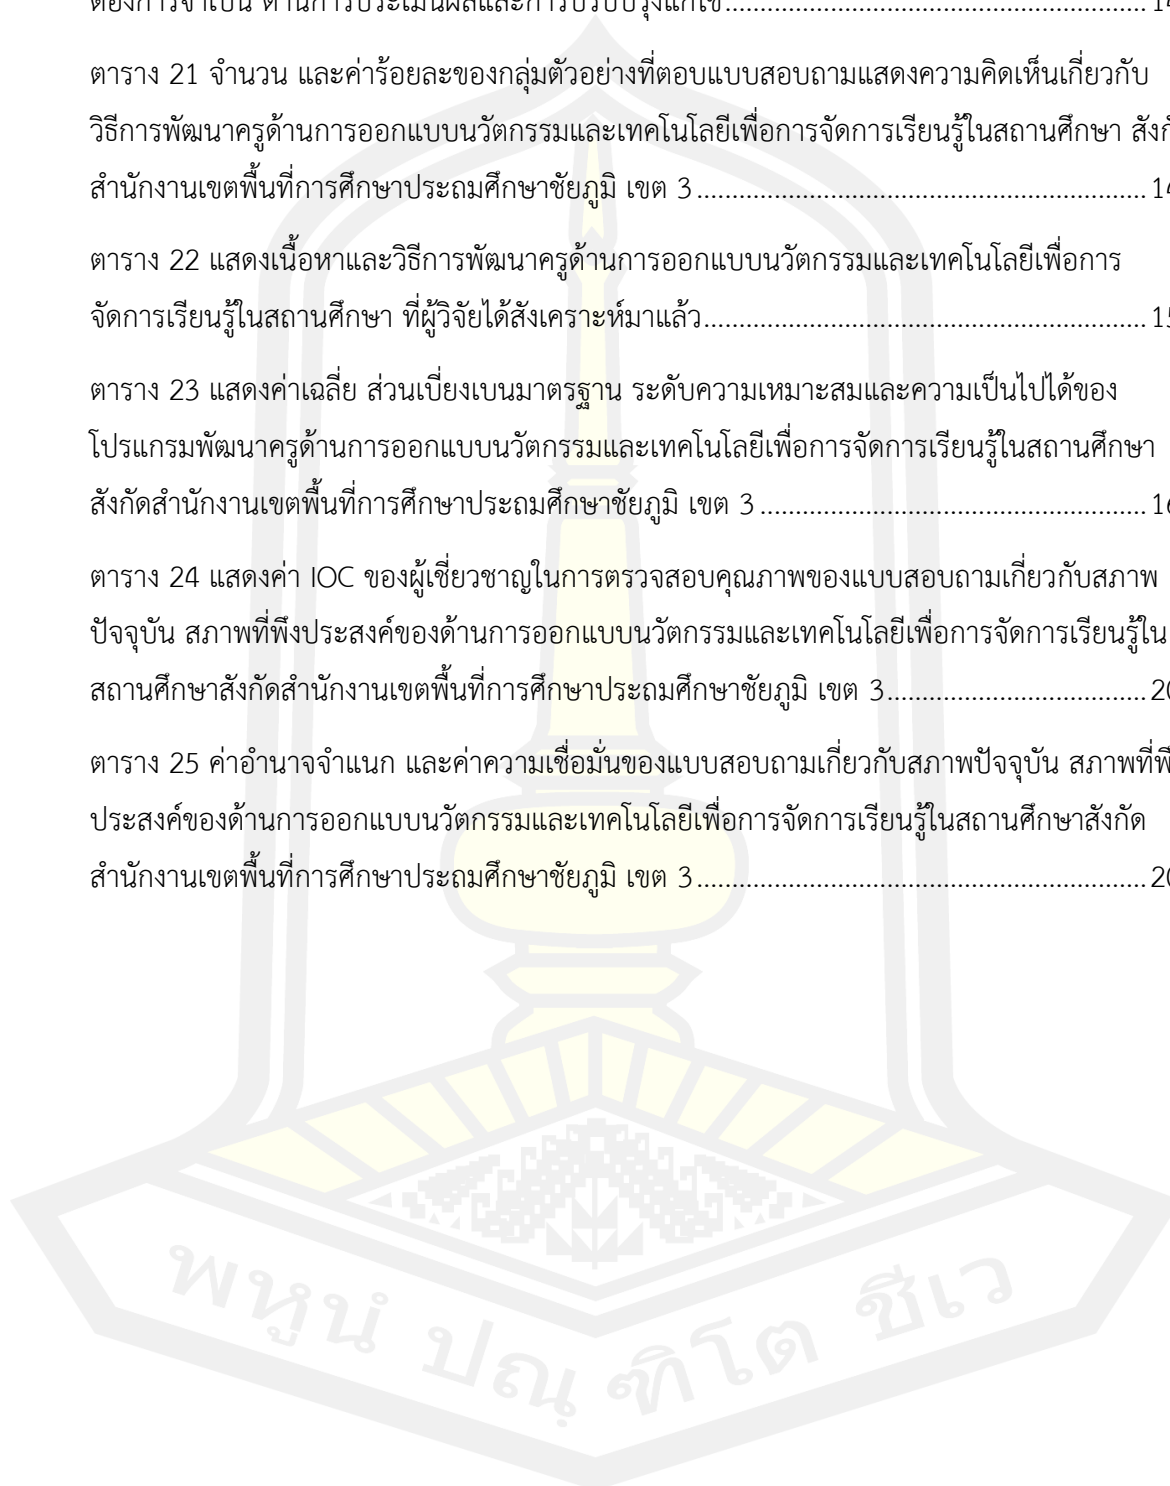 ต้องการจำเป็น ด้านการประเมินผลและการปรับปรุงแก้ไข
ตาราง 21 จำนวน และค่าร้อยละของกลุ่มตัวอย่างที่ตอบแบบสอบถามแสดงความคิดเห็นเกี่ยวกับ
วิธีการพัฒนาครูด้านการออกแบบนวัตกรรมและเทคโนโลยีเพื่อการจัดการเรียนรู้ในสถานศึกษา
สำนักงานเขตพื้นที่การศึกษาประถมศึกษาชัยภูมิ เขต 3
ตาราง 22 แสดงเนื้อหาและวิธีการพัฒนาครูด้านการออกแบบนวัตกรรมและเทคโนโลยีเพื่อการ
จัดการเรียนรู้ในสถานศึกษา ที่ผู้วิจัยได้สังเคราะห์มาแล้ว
ตาราง 23 แสดงค่าเฉลี่ย ส่วนเบี่ยงเบนมาตรฐาน ระดับความเหมาะสมและความเป็นไปได้ของ
โปรแกรมพัฒนาครูด้านการออกแบบนวัตกรรมและเทคโนโลยีเพื่อการจัดการเรียนรู้ในสถานศึกษา
สังกัดสำนักงานเขตพื้นที่การศึกษาประถมศึกษาชัยภูมิ เขต 3
ตาราง 24 แสดงค่า IOC ของผู้เชี่ยวชาญในการตรวจสอบคุณภาพของแบบสอบถามเกี่ยวกับสภาพ
ปัจจุบัน สภาพที่พึงประสงค์ของด้านการออกแบบนวัตกรรมและเทคโนโลยีเพื่อการจัดการเรียนรู้ใน
สถานศึกษาสังกัดสำนักงานเขตพื้นที่การศึกษาประถมศึกษาชัยภูมิ เขต 3
ตาราง 25 ค่าอำนาจจำแนก และค่าความเชื่อมั่นของแบบสอบถามเกี่ยวกับสภาพปัจจุบัน สภาพที่
ประสงค์ของด้านการออกแบบนวัตกรรมและเทคโนโลยีเพื่อการจัดการเรียนรู้ในสถานศึกษาสังกัด
สำนักงานเขตพื้นที่การศึกษาประถมศึกษาชัยภูมิ เขต 3
พหูนํ ปณฺฑิโต ชีเว